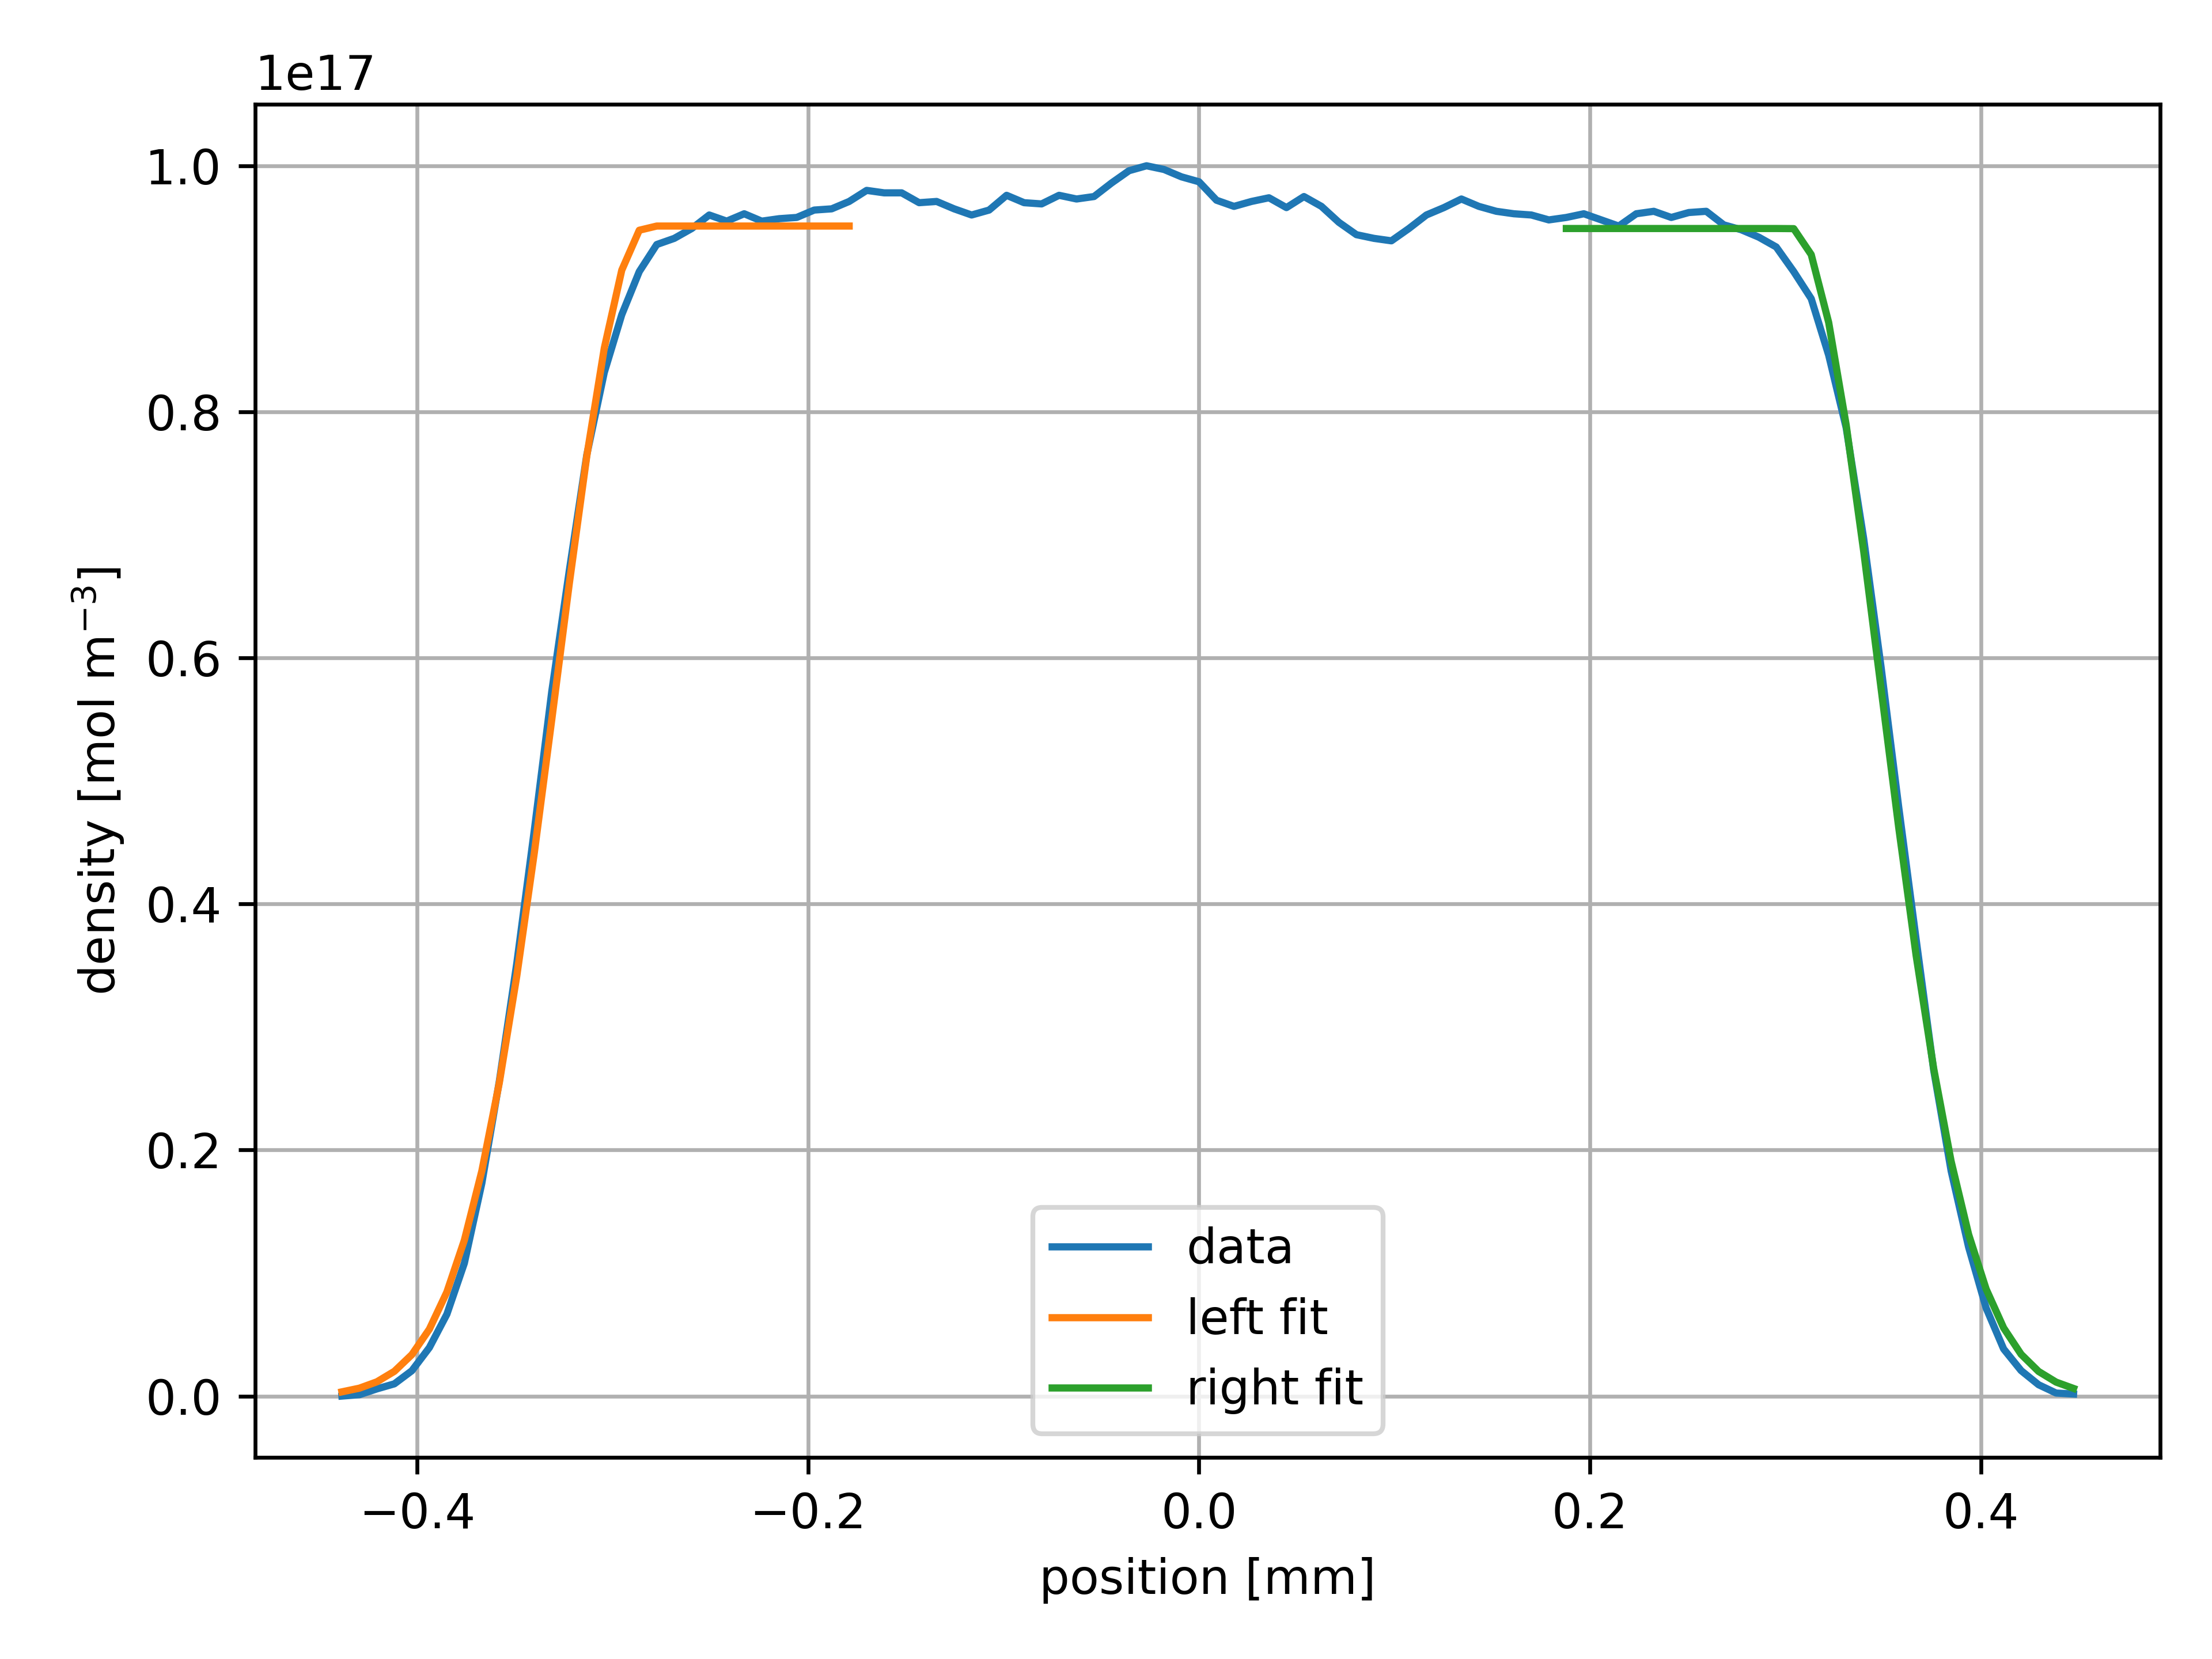 1e17
1.0
0.8
0.6
0.4
0.2
0.0
density [mol m⁻³]
−0.4 −0.2 0.0 0.2 0.4
position [mm]
data
left fit
right fit